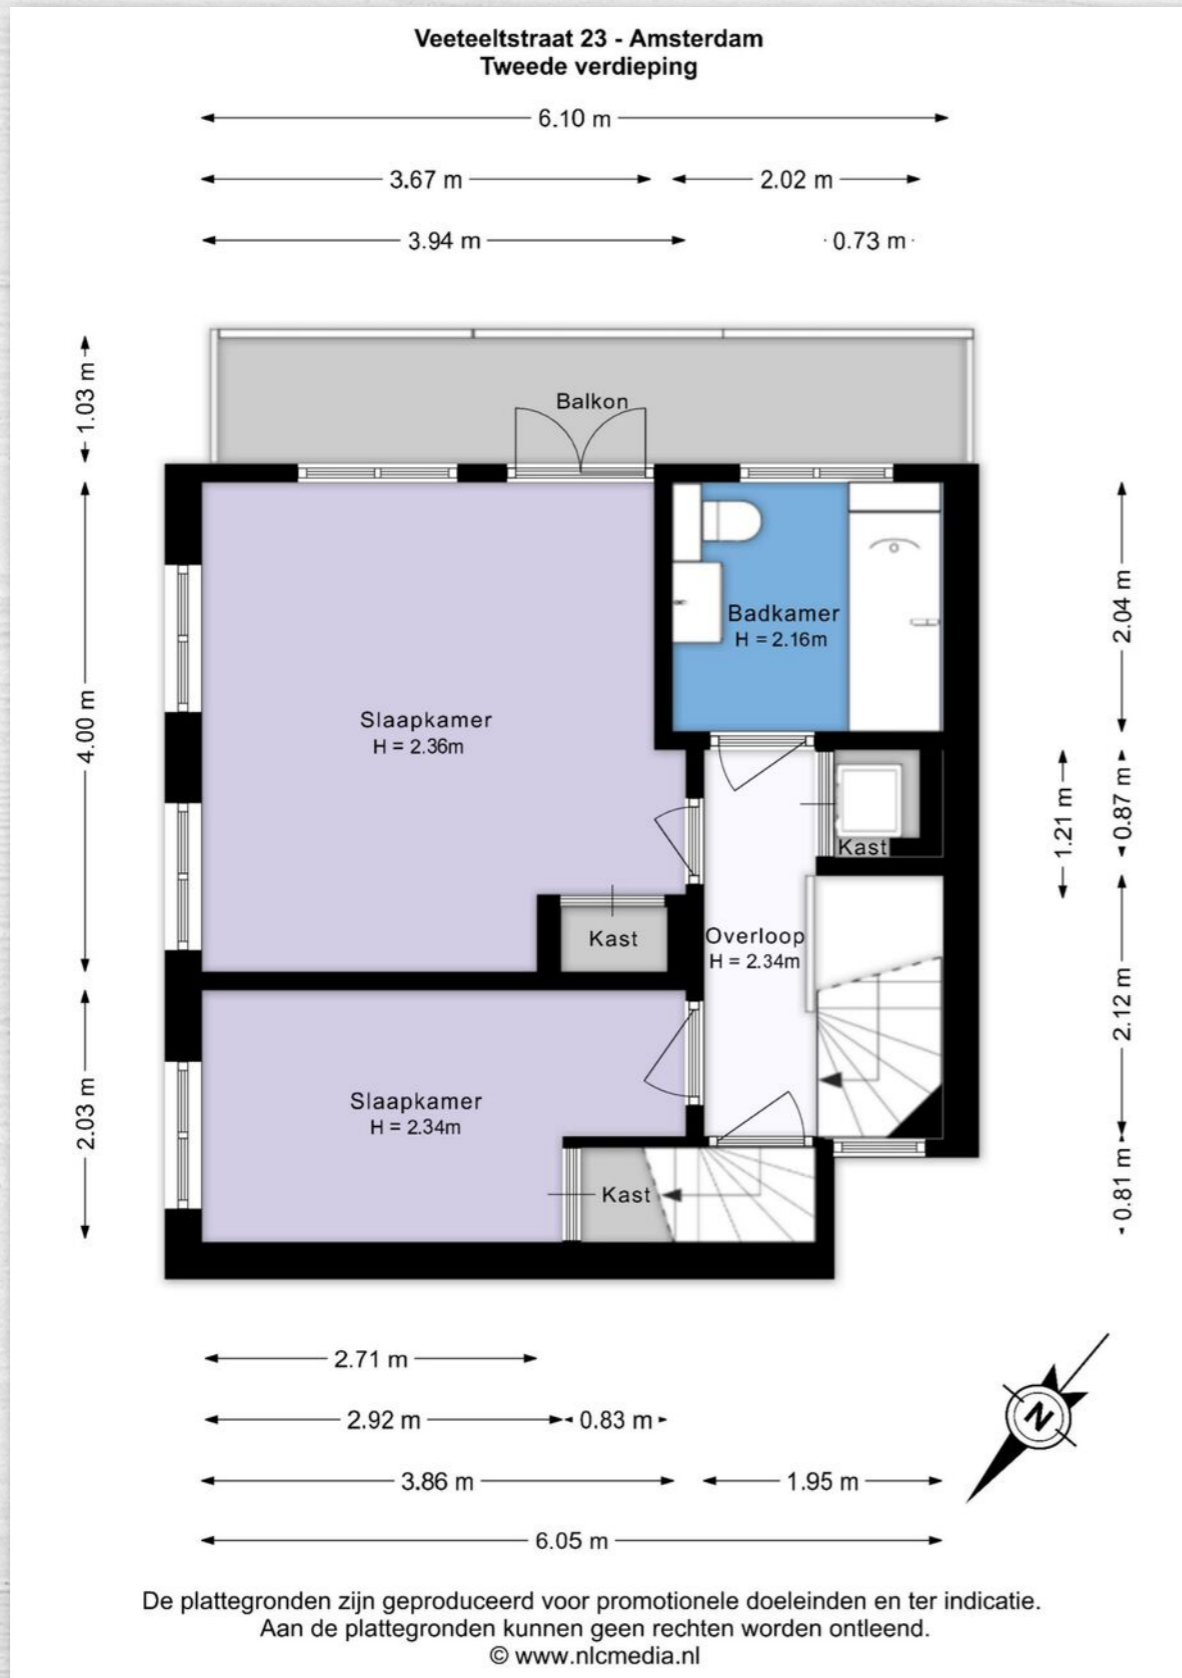 Veeteeltstraat 23 - Amsterdam
Tweede verdieping
6.10 m
3.67 m
2.02 m
3.94 m
0.73 m
1.03 m
Balkon
4.00 m
2.04 m
Badkamer
H = 2.16m
Slaapkamer
H = 2.36m
1.21 m
0.87 m
Kast
Kast
Overloop
H = 2.34m
2.12 m
2.03 m
Slaapkamer
H = 2.34m
Kast
0.81 m
2.71 m
2.92 m
0.83 m
3.86 m
1.95 m
6.05 m
N
De plattegronden zijn geproduceerd voor promotionele doeleinden en ter indicatie.
Aan de plattegronden kunnen geen rechten worden ontleend.
© www.nlcmedia.nl